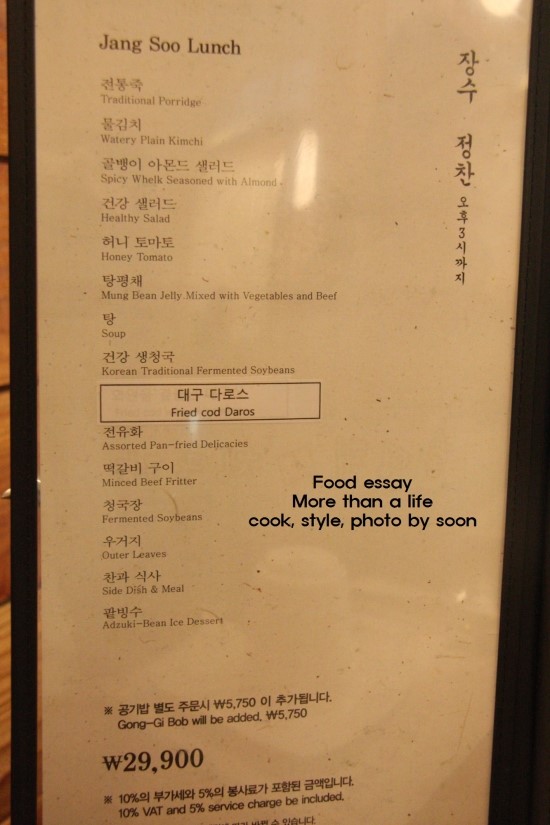 Jang Soo Lunch
장수 정찬 오후3시까지
전통죽
Traditional Porridge
물김치
Watery Plain Kimchi
골뱅이 아몬드 샐러드
Spicy Whelk Seasoned with Almond
건강 샐러드
Healthy Salad
허니 토마토
Honey Tomato
탕평채
Mung Bean Jelly Mixed with Vegetables and Beef
탕
Soup
건강 생청국
Korean Traditional Fermented Soybeans
대구 다로스
Fried cod Daros
전유화
Assorted Pan-fried Delicacies
떡갈비 구이
Minced Beef Fritter
청국장
Fermented Soybeans
우거지
Outer Leaves
찬과 식사
Side Dish & Meal
팥빙수
Adzuki-Bean Ice Dessert
Food essay
More than a life
cook, style, photo by soon
※ 공기밥 별도 주문시 ₩5,750 이 추가됩니다.
Gong-Gi Bob will be added. ₩5,750
₩29,900
※ 10%의 부가세와 5%의 봉사료가 포함된 금액입니다.
10% VAT and 5% service charge be included.
수 있습니다.